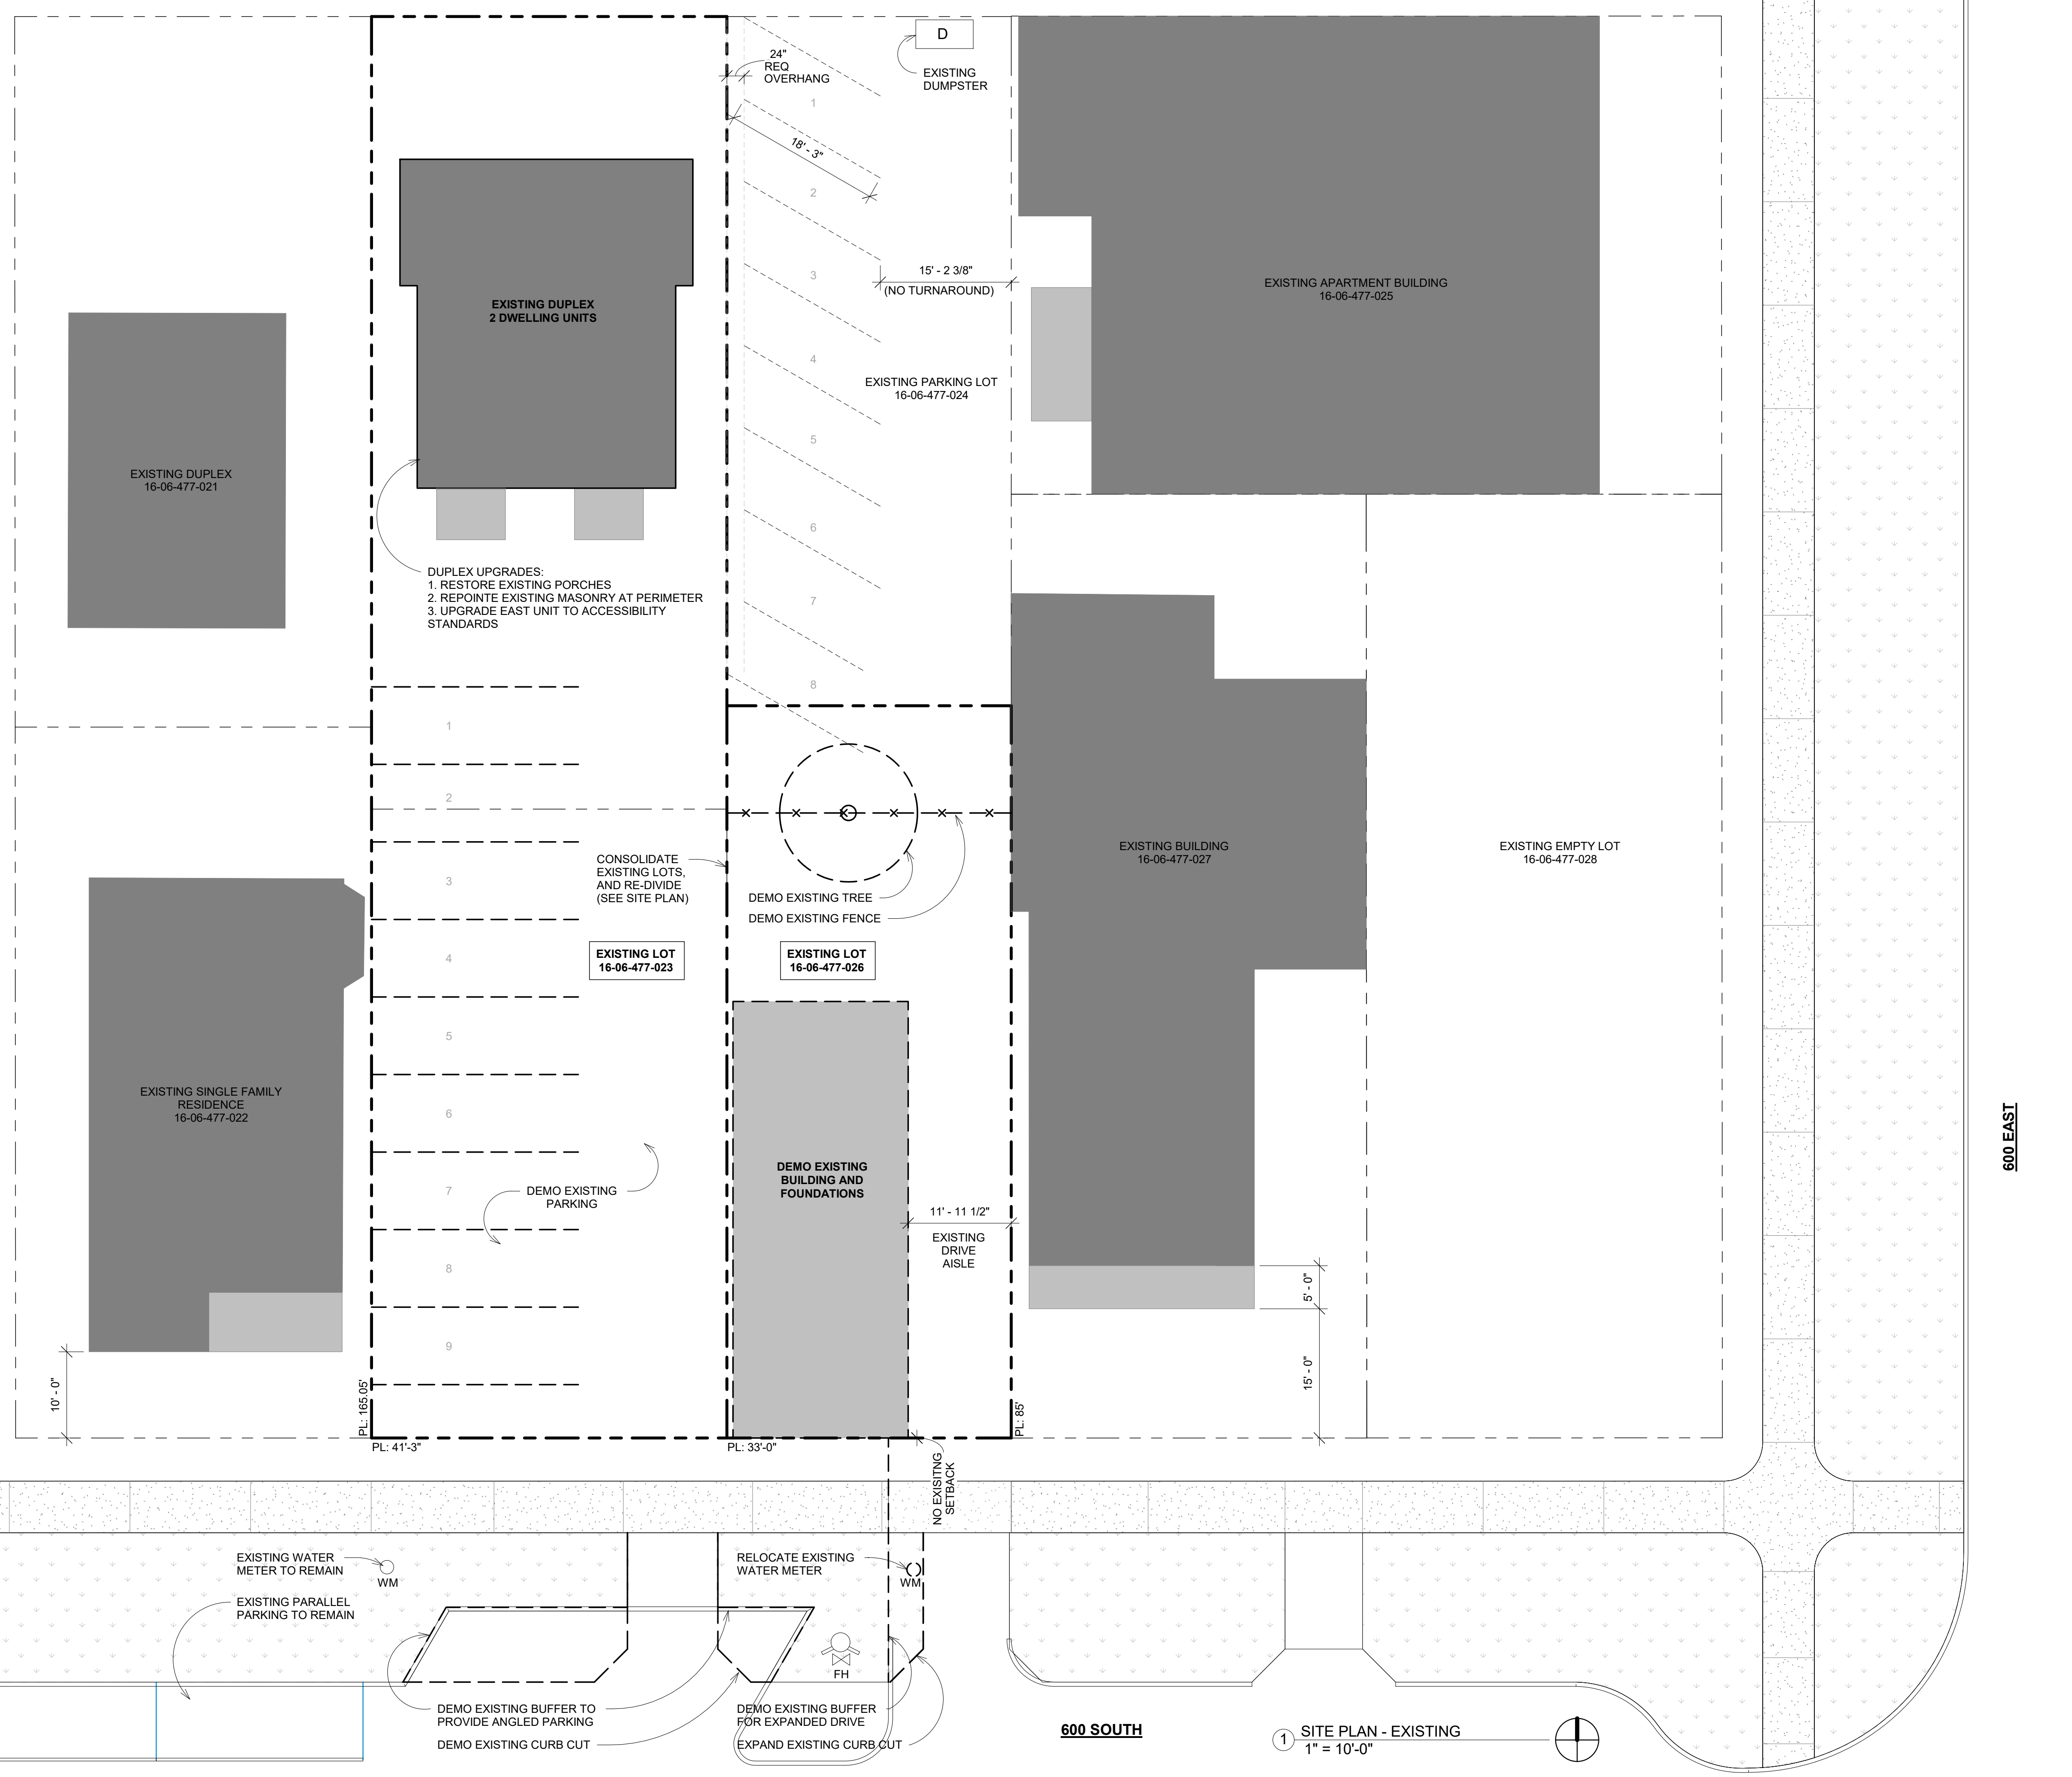 D
24"
REQ
OVERHANG
EXISTING
DUMPSTER
1
18' - 3"
2
15' - 2 3/8"
(NO TURNAROUND)
3
EXISTING APARTMENT BUILDING
16-06-477-025
EXISTING DUPLEX
2 DWELLING UNITS
4
EXISTING PARKING LOT
16-06-477-024
5
EXISTING DUPLEX
16-06-477-021
6
DUPLEX UPGRADES:
1. RESTORE EXISTING PORCHES
2. REPOINTE EXISTING MASONRY AT PERIMETER
3. UPGRADE EAST UNIT TO ACCESSIBILITY
STANDARDS
7
8
1
2
CONSOLIDATE
EXISTING LOTS,
AND RE-DIVIDE
(SEE SITE PLAN)
EXISTING BUILDING
16-06-477-027
EXISTING EMPTY LOT
16-06-477-028
3
DEMO EXISTING TREE
DEMO EXISTING FENCE
4
EXISTING LOT
16-06-477-023
EXISTING LOT
16-06-477-026
5
EXISTING SINGLE FAMILY
RESIDENCE
16-06-477-022
6
600 EAST
DEMO EXISTING
BUILDING AND
FOUNDATIONS
7
DEMO EXISTING
PARKING
11' - 11 1/2"
EXISTING
DRIVE
AISLE
8
5' - 0"
9
10' - 0"
15' - 0"
PL: 165.05'
PL: 85'
PL: 41'-3"
PL: 33'-0"
NO EXISITNG
SETBACK
EXISTING WATER
METER TO REMAIN
WM
RELOCATE EXISTING
WATER METER
WM
EXISTING PARALLEL
PARKING TO REMAIN
FH
DEMO EXISTING BUFFER TO
PROVIDE ANGLED PARKING
DEMO EXISTING CURB CUT
DEMO EXISTING BUFFER
FOR EXPANDED DRIVE
EXPAND EXISTING CURB CUT
600 SOUTH
1
SITE PLAN - EXISTING
1" = 10'-0"